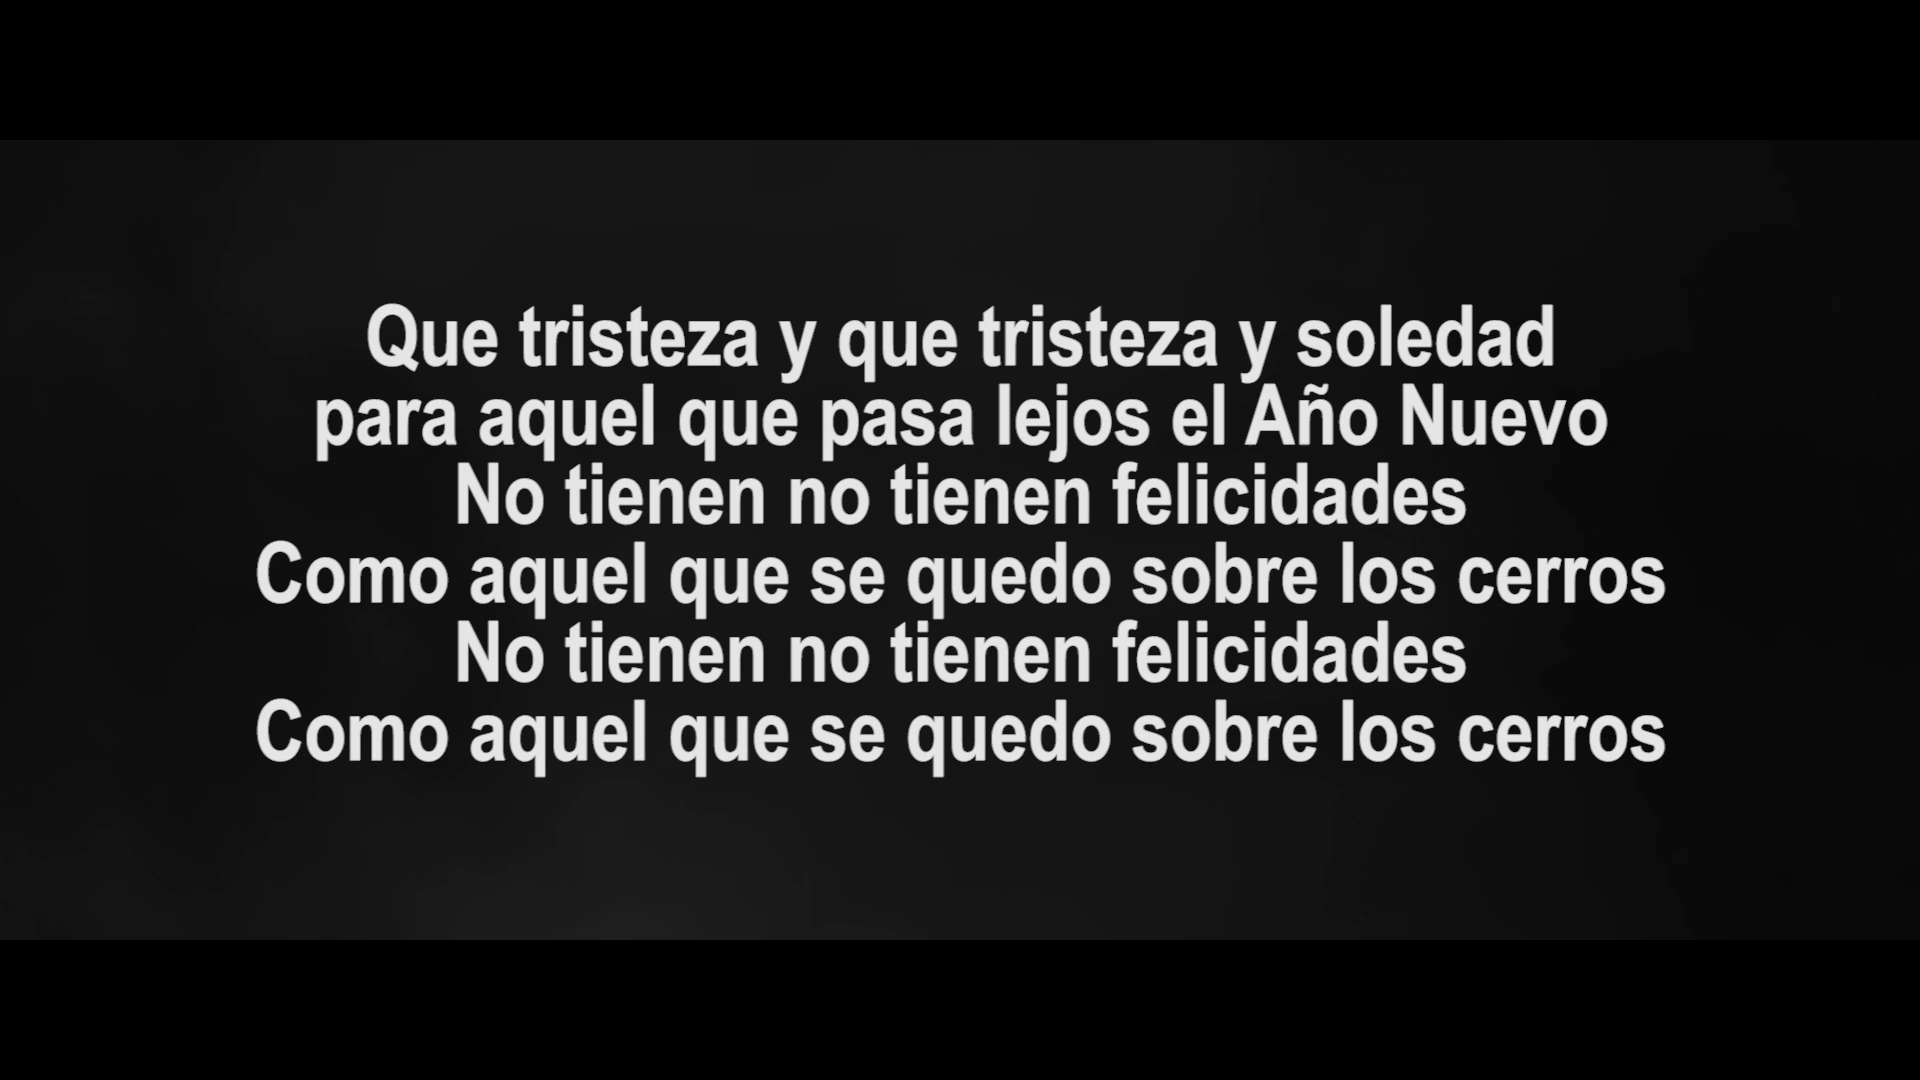 Que tristeza y que tristeza y soledad
para aquel que pasa lejos el Año Nuevo
No tienen no tienen felicidades
Como aquel que se quedo sobre los cerros
No tienen no tienen felicidades
Como aquel que se quedo sobre los cerros